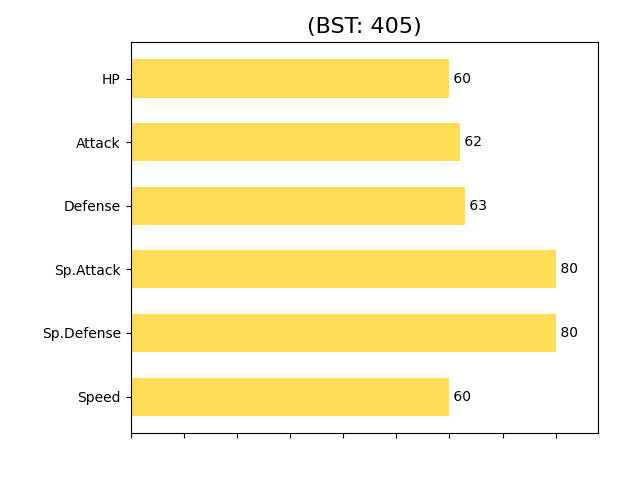 (BST: 405)
HP 60
Attack 62
Defense 63
Sp.Attack 80
Sp.Defense 80
Speed 60